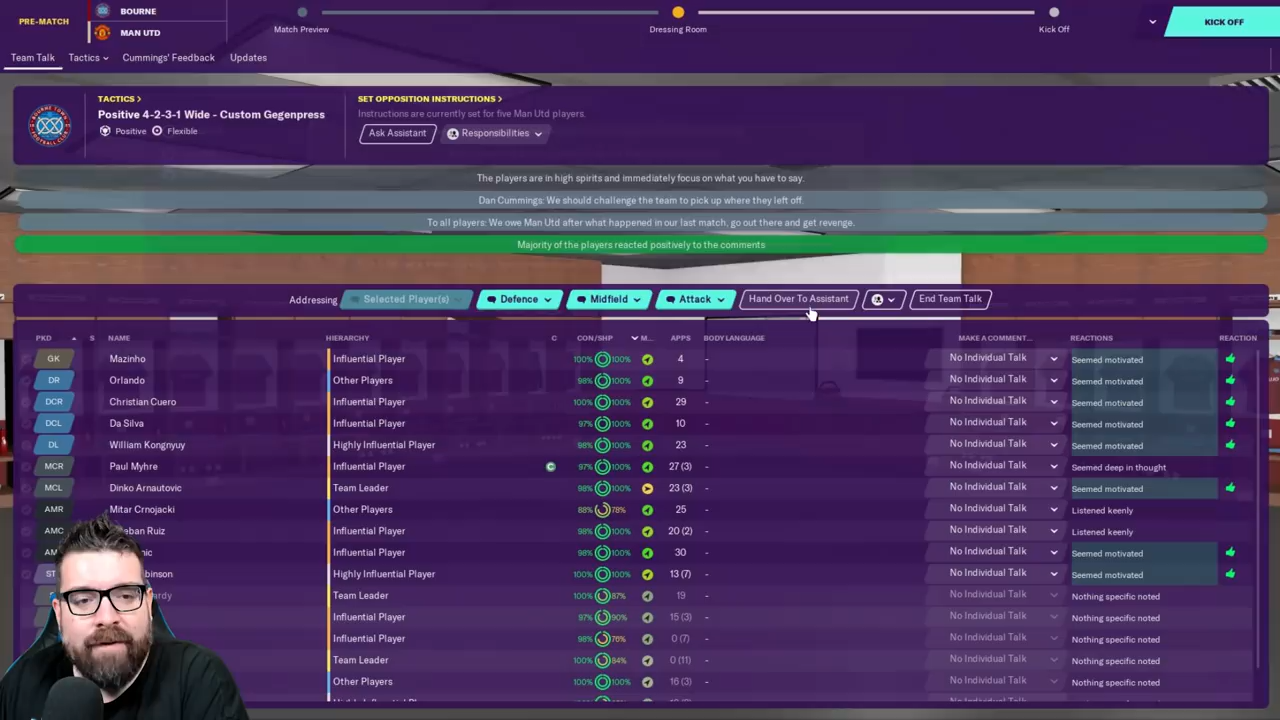 PRE-MATCH
BOURNE
MAN UTD
Match Preview
Dressing Room
Kick Off
KICK OFF
Team Talk Tactics Cummings' Feedback Updates
TACTICS >
Positive 4-2-3-1 Wide - Custom Gegenpress
Positive Flexible
SET OPPOSITION INSTRUCTIONS >
Instructions are currently set for five Man Utd players.
Ask Assistant Responsibilities
The players are in high spirits and immediately focus on what you have to say.
Dan Cummings: We should challenge the team to pick up where they left off.
To all players: We owe Man Utd after what happened in our last match, go out there and get revenge.
Majority of the players reacted positively to the comments
Addressing Selected Player(s) Defence Midfield Attack Hand Over To Assistant End Team Talk
PKD S NAME HIERARCHY C CON/SHP M... APPS BODY LANGUAGE MAKE A COMMENT... REACTIONS REACTION
GK Mazinho Influential Player 100% 100% 4 - No Individual Talk Seemed motivated
DR Orlando Other Players 98% 100% 9 - No Individual Talk Seemed motivated
DCR Christian Cuero Influential Player 100% 100% 29 - No Individual Talk Seemed motivated
DCL Da Silva Influential Player 97% 100% 10 - No Individual Talk Seemed motivated
DL William Kongnyuy Highly Influential Player 98% 100% 23 - No Individual Talk Seemed motivated
MCR Paul Myhre Influential Player C 97% 100% 27 (3) - No Individual Talk Seemed deep in thought
MCL Dinko Arnautovic Team Leader 98% 100% 23 (3) - No Individual Talk Seemed motivated
AMR Mitar Crnojacki Other Players 88% 78% 25 - No Individual Talk Listened keenly
AMC Ruiz Influential Player 98% 100% 20 (2) - No Individual Talk Listened keenly
Influential Player 98% 100% 30 - No Individual Talk Seemed motivated
ST Highly Influential Player 100% 100% 13 (7) - No Individual Talk Seemed motivated
Team Leader 100% 87% 19 - No Individual Talk Nothing specific noted
Influential Player 97% 90% 15 (3) - No Individual Talk Nothing specific noted
Influential Player 98% 76% 0 (7) - No Individual Talk Nothing specific noted
Team Leader 100% 84% 0 (11) - No Individual Talk Nothing specific noted
Other Players 100% 100% 16 (3) - No Individual Talk Nothing specific noted